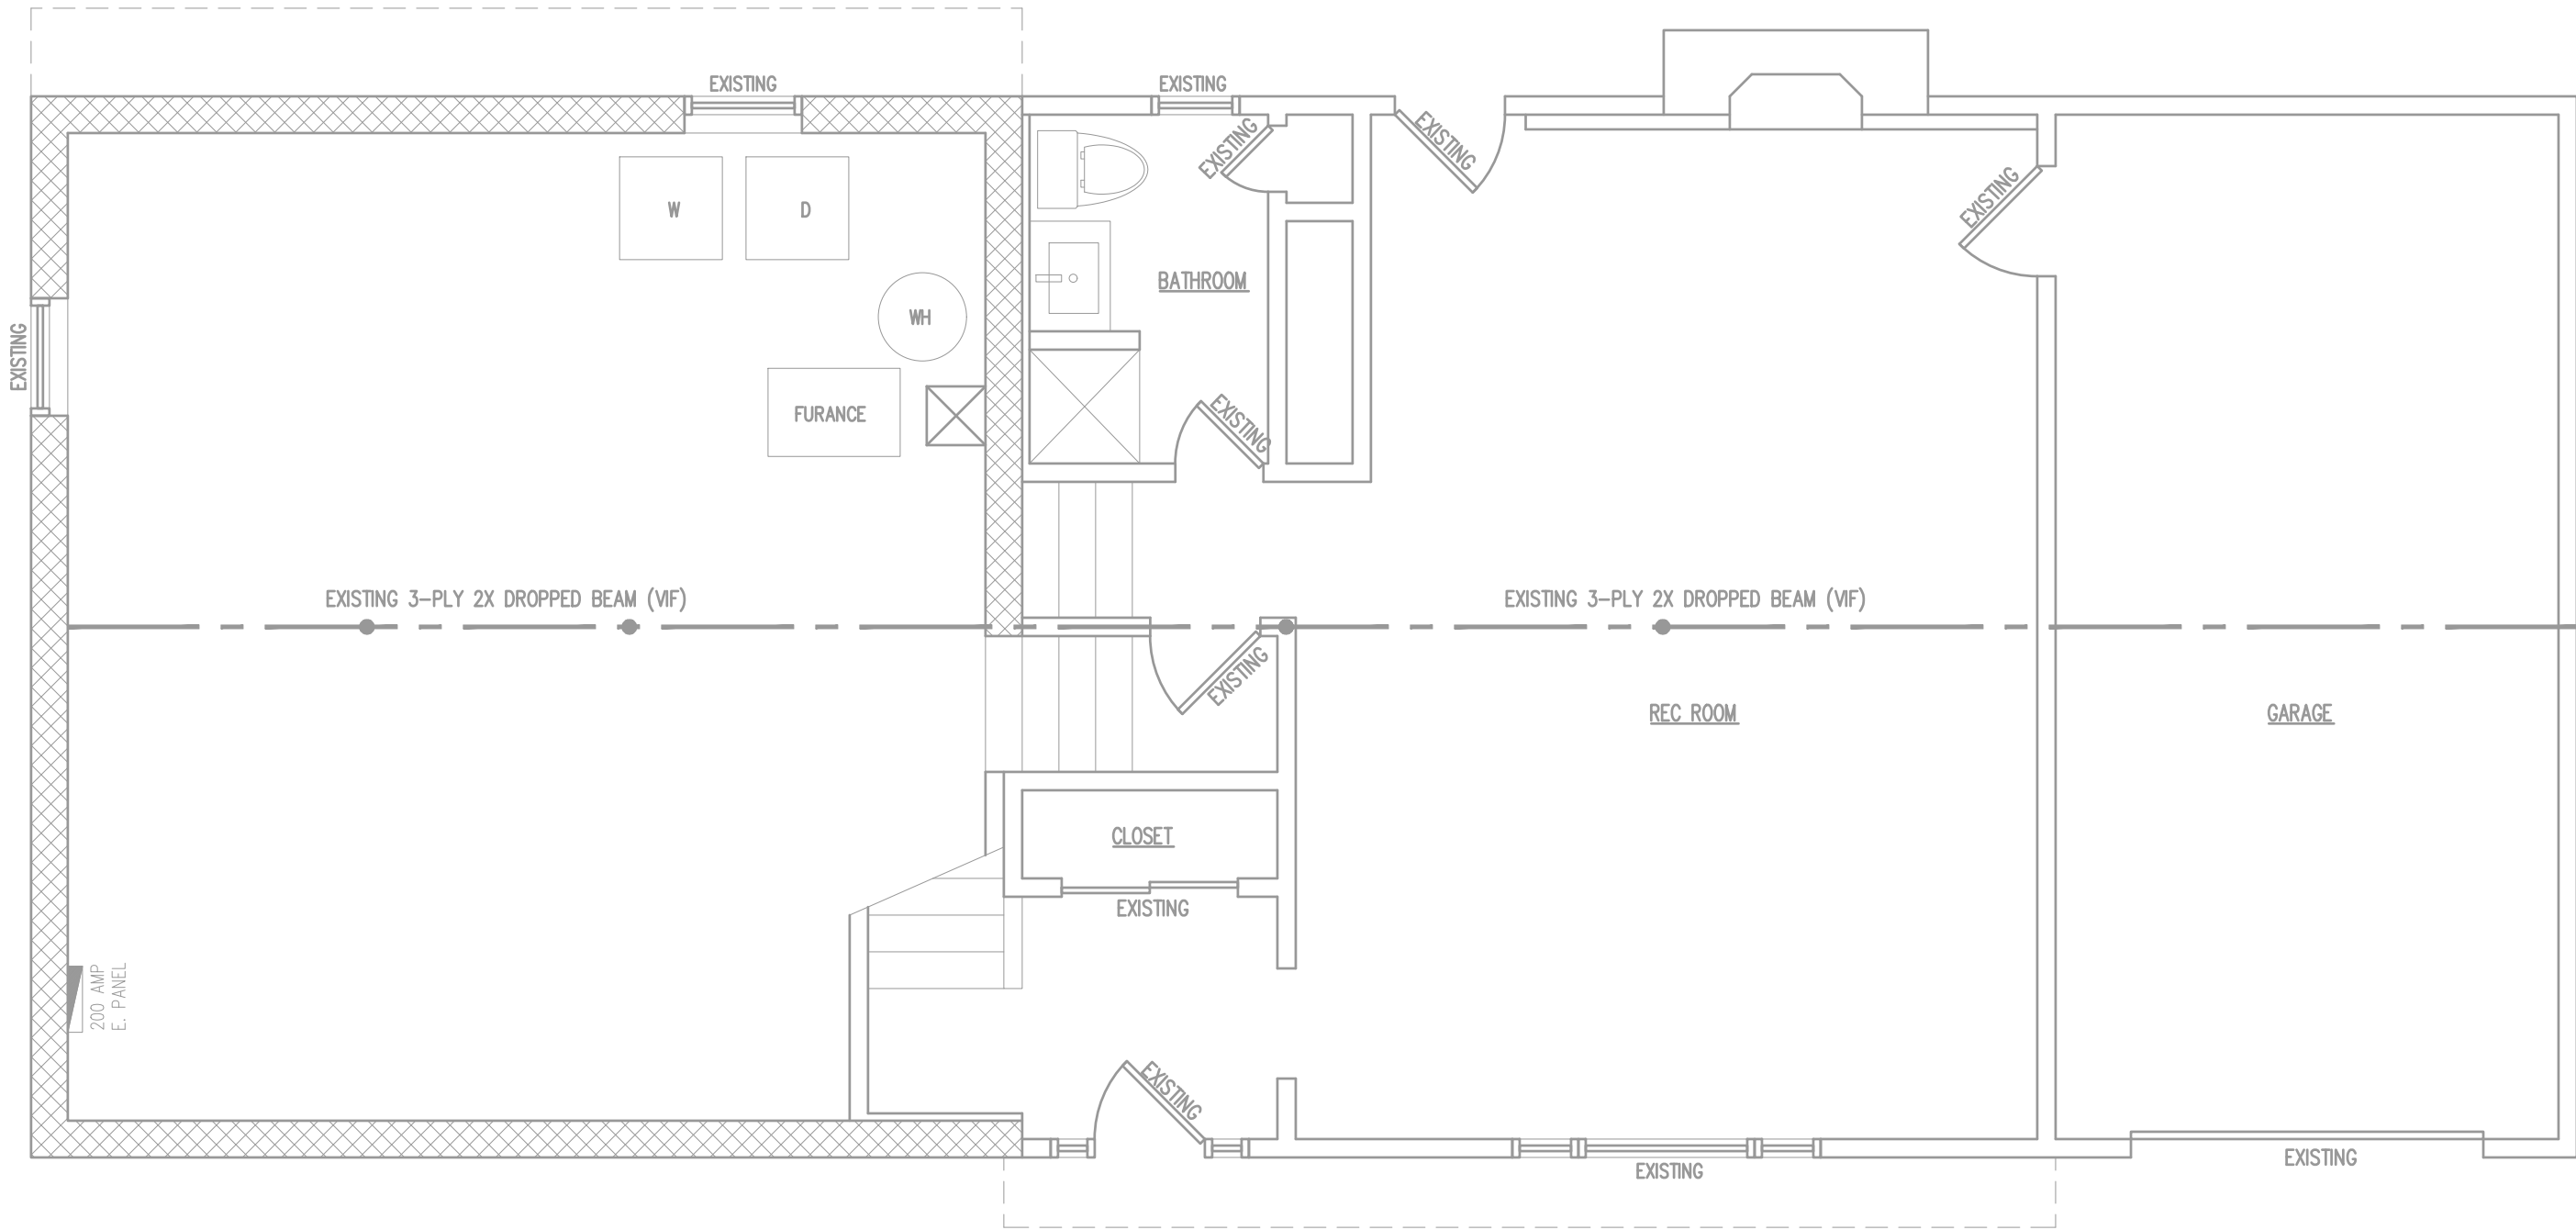 EXISTING
EXISTING
EXISTING
EXISTING
EXISTING
W
D
BATHROOM
WH
EXISTING
FURANCE
EXISTING
EXISTING 3-PLY 2X DROPPED BEAM (VIF)
EXISTING 3-PLY 2X DROPPED BEAM (VIF)
EXISTING
REC ROOM
GARAGE
CLOSET
EXISTING
200 AMP
E. PANEL
EXISTING
EXISTING
EXISTING